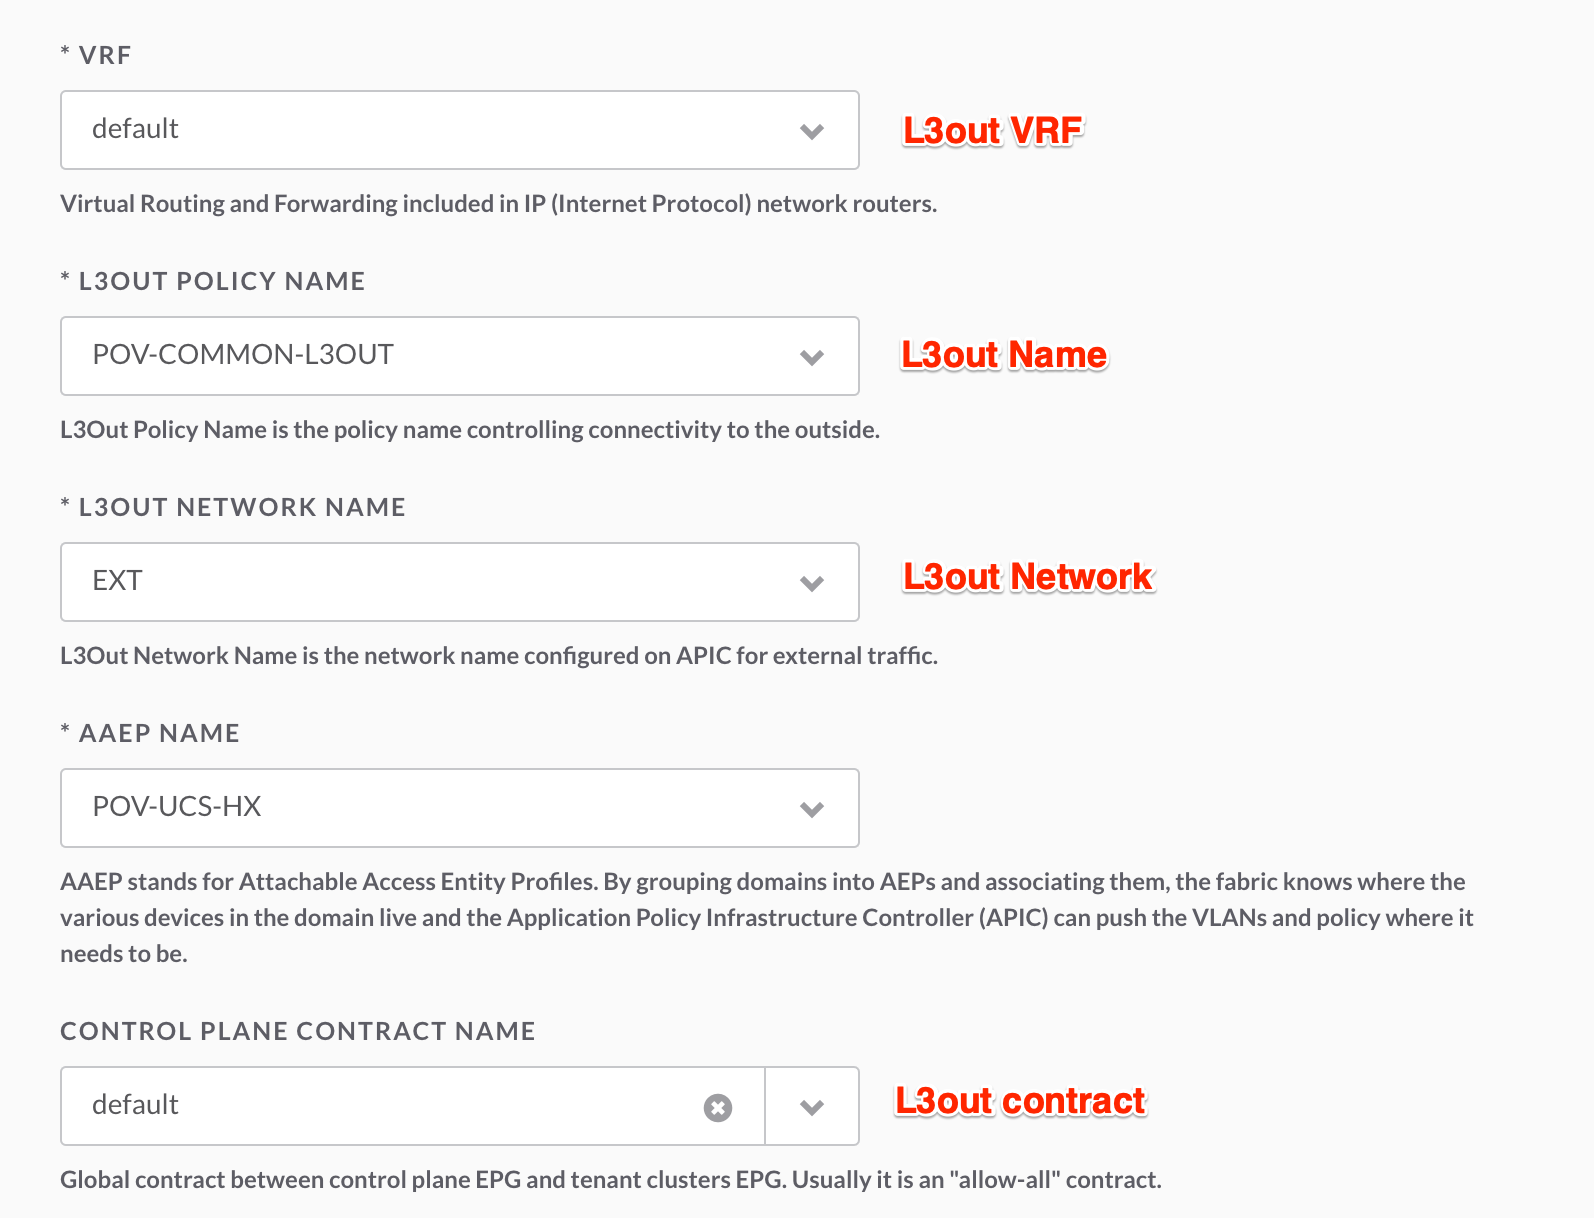 * VRF
default
L3out VRF
Virtual Routing and Forwarding included in IP (Internet Protocol) network routers.
* L3OUT POLICY NAME
POV-COMMON-L3OUT
L3out Name
L3Out Policy Name is the policy name controlling connectivity to the outside.
* L3OUT NETWORK NAME
EXT
L3out Network
L3Out Network Name is the network name configured on APIC for external traffic.
* AAEP NAME
POV-UCS-HX
AAEP stands for Attachable Access Entity Profiles. By grouping domains into AEPs and associating them, the fabric knows where the
various devices in the domain live and the Application Policy Infrastructure Controller (APIC) can push the VLANs and policy where it
needs to be.
CONTROL PLANE CONTRACT NAME
default
L3out contract
Global contract between control plane EPG and tenant clusters EPG. Usually it is an "allow-all" contract.